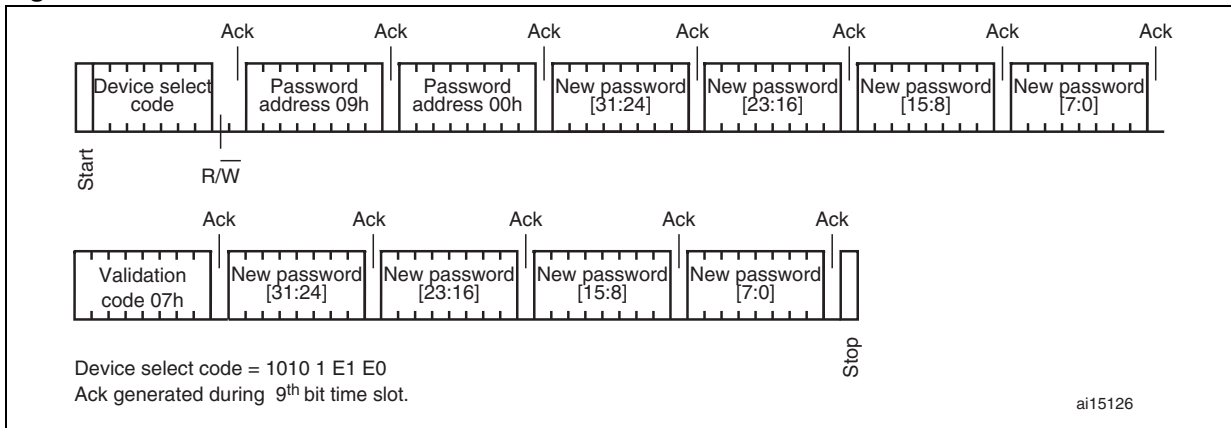 Ack Ack Ack Ack Ack Ack Ack
Device select
code
Password
address 09h
Password
address 00h
New password
[31:24]
New password
[23:16]
New password
[15:8]
New password
[7:0]
Start
R/W
Ack Ack Ack Ack Ack
Validation
code 07h
New password
[31:24]
New password
[23:16]
New password
[15:8]
New password
[7:0]
Stop
Device select code = 1010 1 E1 E0
Ack generated during 9th bit time slot.
ai15126